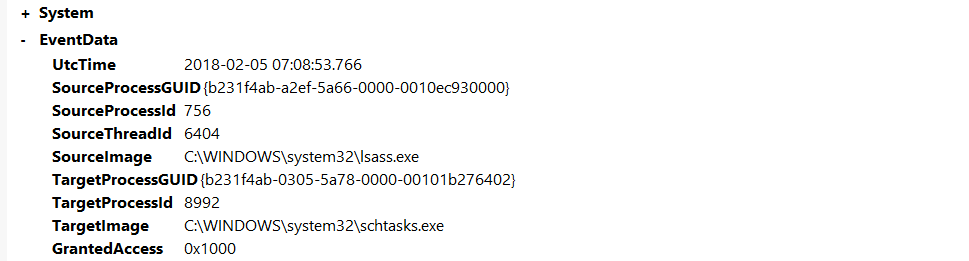 + System
- EventData
UtcTime 2018-02-05 07:08:53.766
SourceProcessGUID {b231f4ab-a2ef-5a66-0000-0010ec930000}
SourceProcessId 756
SourceThreadId 6404
SourceImage C:\WINDOWS\system32\lsass.exe
TargetProcessGUID {b231f4ab-0305-5a78-0000-00101b276402}
TargetProcessId 8992
TargetImage C:\WINDOWS\system32\schtasks.exe
GrantedAccess 0x1000